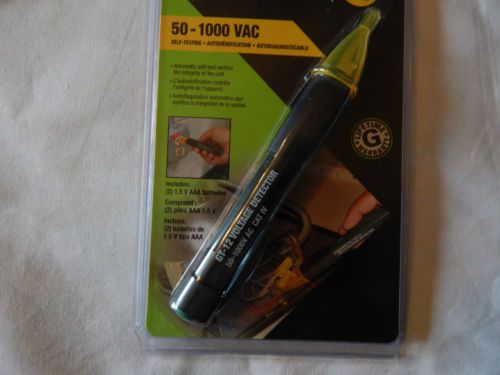 50-1000 VAC
SELF-TESTING • AUTOVÉRIFICATION • AUTODIAGNOSTICABLE
• Automatic self-test verifies
the integrity of the unit.
• L'autovérification contrôle
l'intégrité de l'appareil.
• Autodiagnóstico automático que
verifica la integridad de la unidad.
LIFETIME
G
WARRANTY
Includes:
(2) 1.5 V AAA batteries
Comprend:
(2) piles AAA 1,5 V
Incluye:
(2) baterías de
1.5 V tipo AAA
GT-12 VOLTAGE DETECTOR
50-1000V AC CAT IV